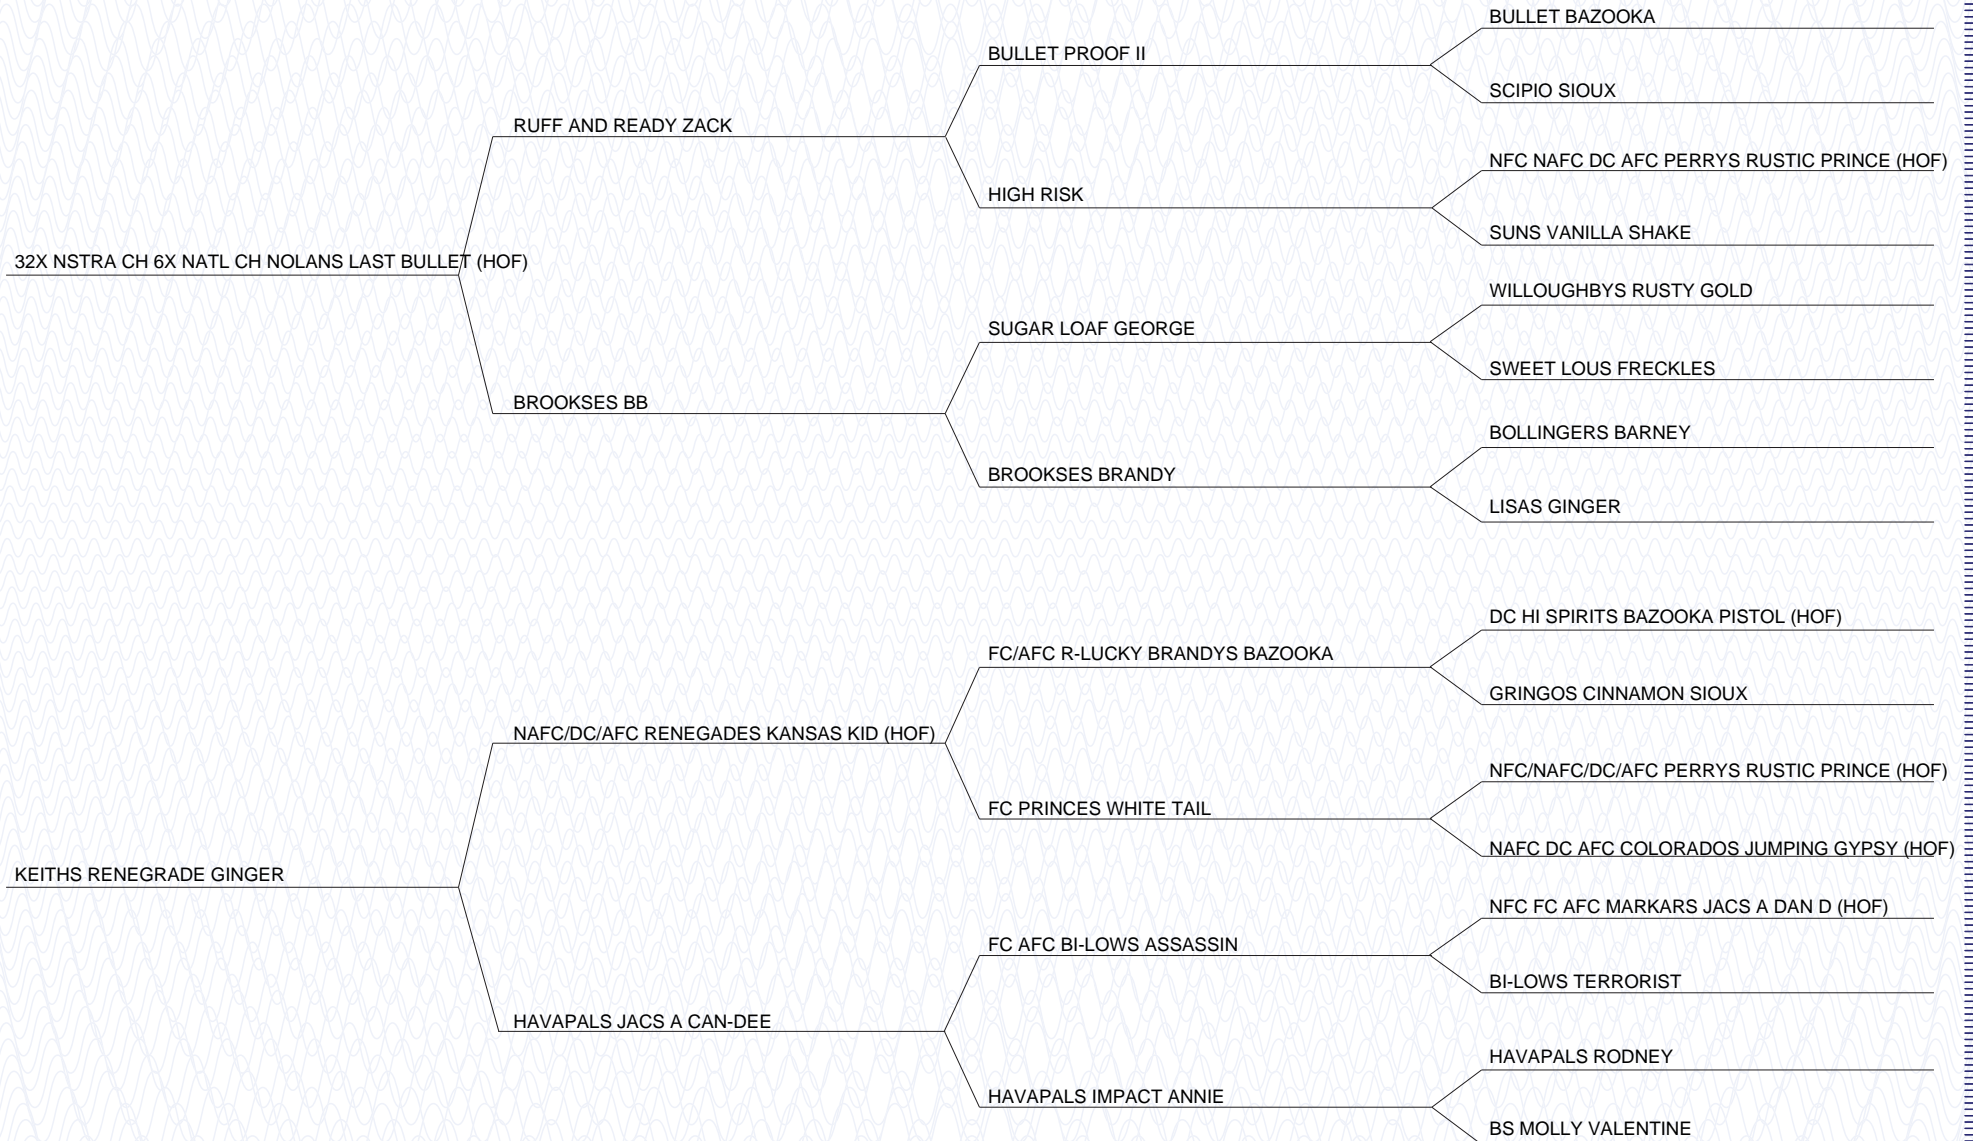 BULLET BAZOOKA
BULLET PROOF II
SCIPIO SIOUX
RUFF AND READY ZACK
NFC NAFC DC AFC PERRYS RUSTIC PRINCE (HOF)
HIGH RISK
SUNS VANILLA SHAKE
32X NSTRA CH 6X NATL CH NOLANS LAST BULLET (HOF)
WILLOUGHBYS RUSTY GOLD
SUGAR LOAF GEORGE
SWEET LOUS FRECKLES
BROOKSES BB
BOLLINGERS BARNEY
BROOKSES BRANDY
LISAS GINGER
DC HI SPIRITS BAZOOKA PISTOL (HOF)
FC/AFC R-LUCKY BRANDYS BAZOOKA
GRINGOS CINNAMON SIOUX
NAFC/DC/AFC RENEGADES KANSAS KID (HOF)
NFC/NAFC/DC/AFC PERRYS RUSTIC PRINCE (HOF)
FC PRINCES WHITE TAIL
NAFC DC AFC COLORADOS JUMPING GYPSY (HOF)
KEITHS RENEGRADE GINGER
NFC FC AFC MARKARS JACS A DAN D (HOF)
FC AFC BI-LOWS ASSASSIN
BI-LOWS TERRORIST
HAVAPALS JACS A CAN-DEE
HAVAPALS RODNEY
HAVAPALS IMPACT ANNIE
BS MOLLY VALENTINE